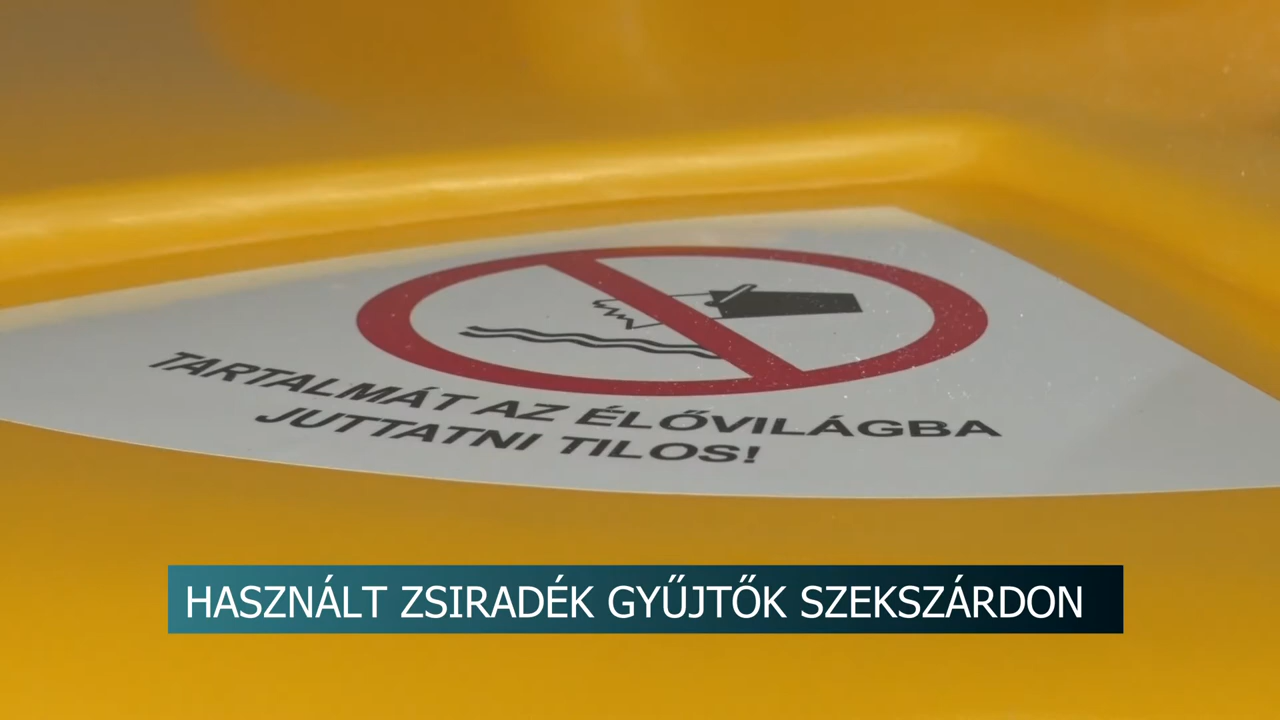 TARTALMÁT AZ ÉLŐVILÁGBA
JUTTATNI TILOS!
HASZNÁLT ZSIRADÉK GYŰJTŐK SZEKSZÁRDON